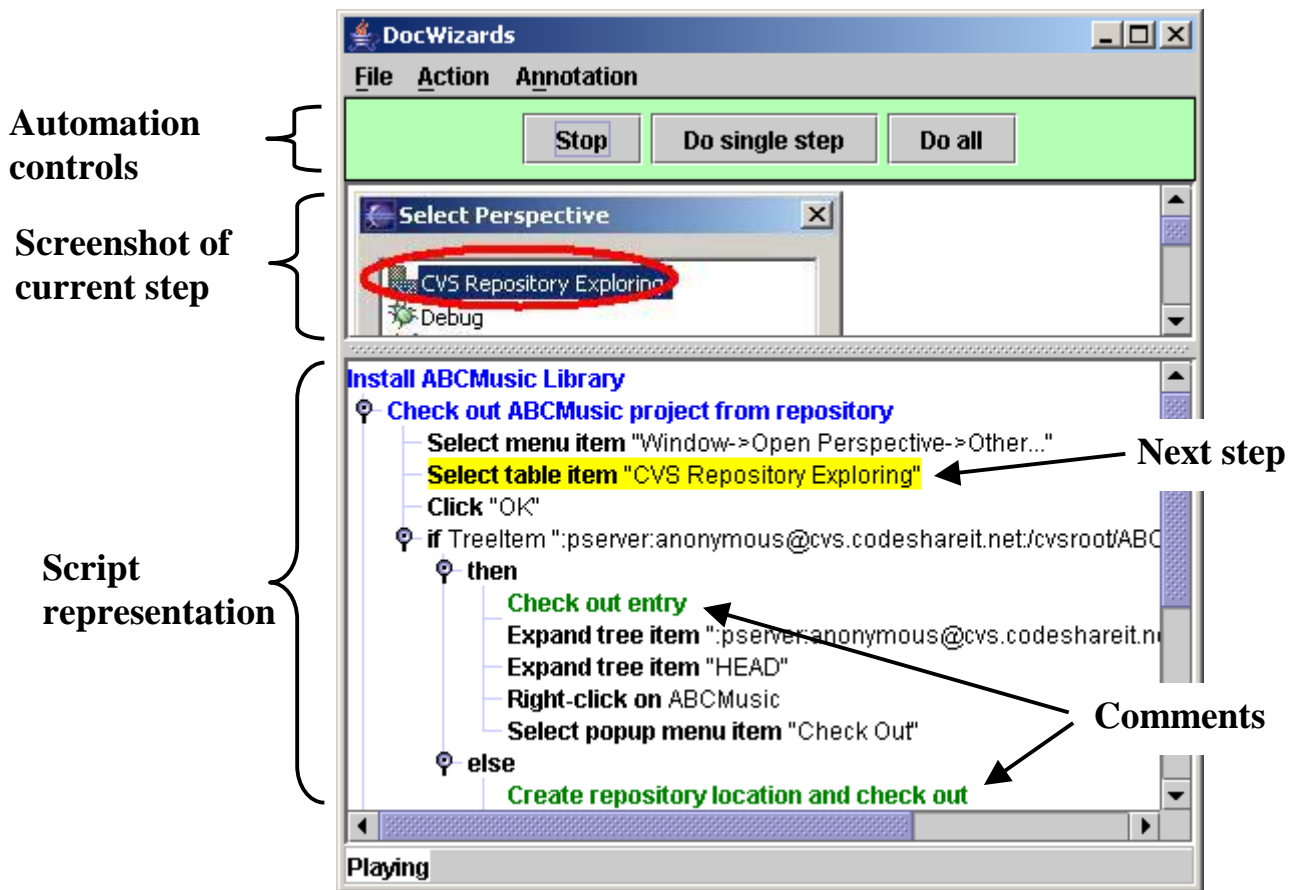 DocWizards
File Action Annotation
Automation
controls
Stop Do single step Do all
Screenshot of
current step
Select Perspective
CVS Repository Exploring
Debug
Install ABCMusic Library
Check out ABCMusic project from repository
Select menu item "Window->Open Perspective->Other..."
Select table item "CVS Repository Exploring"
Next step
Click "OK"
if TreeItem ":pserver:anonymous@cvs.codeshareit.net:/cvsroot/ABC
Script
representation
then
Check out entry
Expand tree item ":pserver:anonymous@cvs.codeshareit.n
Expand tree item "HEAD"
Right-click on ABCMusic
Select popup menu item "Check Out"
Comments
else
Create repository location and check out
Playing